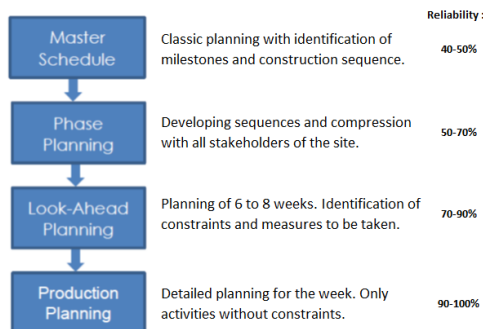 Reliability :
Master
Schedule
Classic planning with identification of
milestones and construction sequence.
40-50%
Phase
Planning
Developing sequences and compression
with all stakeholders of the site.
50-70%
Look-Ahead
Planning
Planning of 6 to 8 weeks. Identification of
constraints and measures to be taken.
70-90%
Production
Planning
Detailed planning for the week. Only
activities without constraints.
90-100%